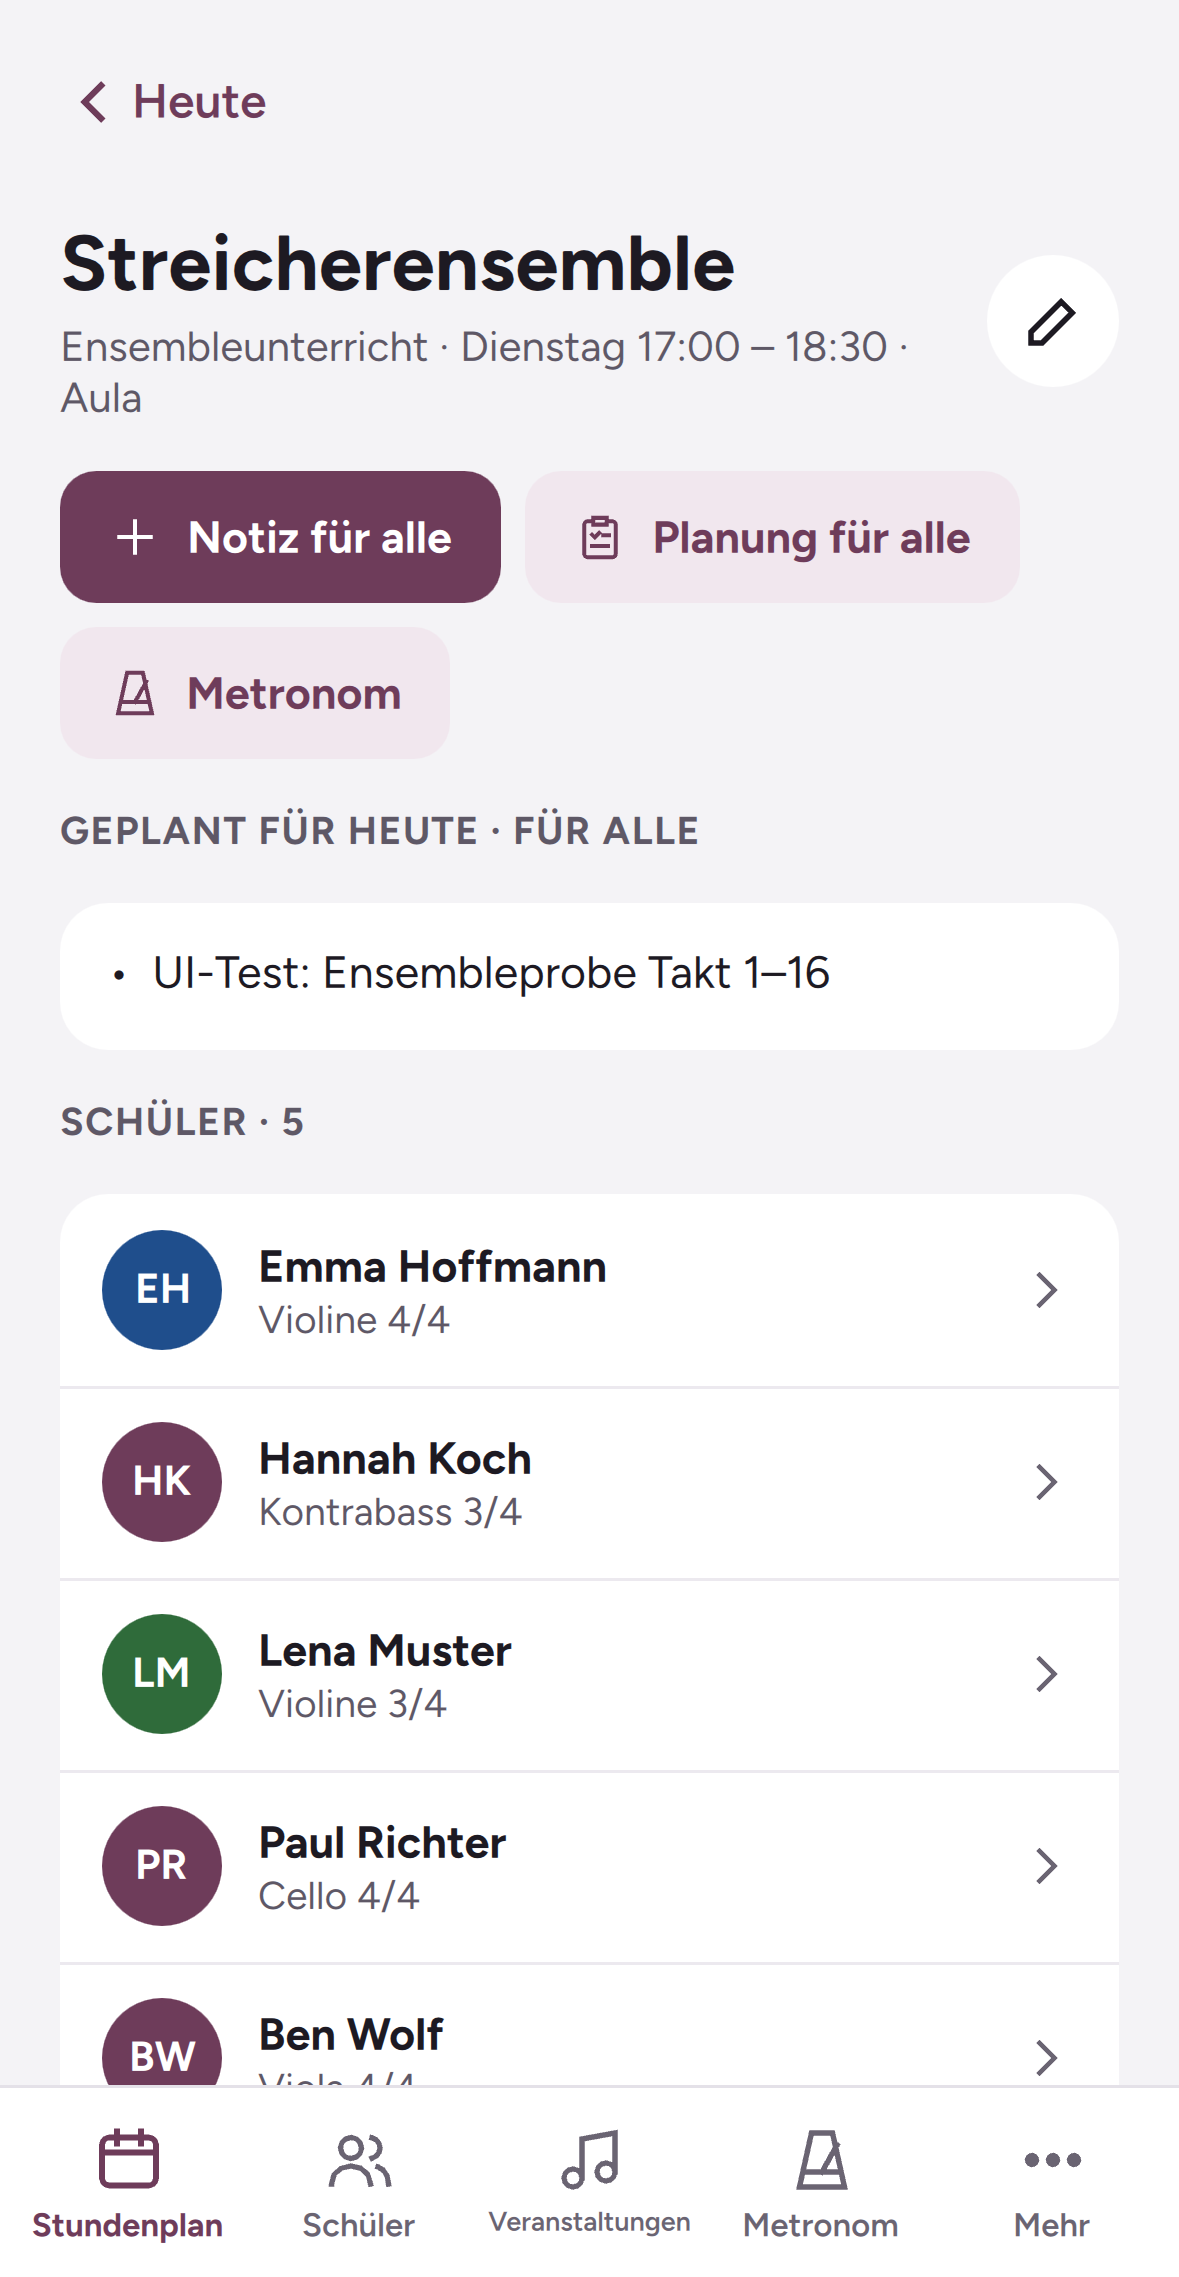 Heute
Streicherensemble
Ensembleunterricht · Dienstag 17:00 – 18:30 ·
Aula
Notiz für alle
Planung für alle
Metronom
GEPLANT FÜR HEUTE · FÜR ALLE
• UI-Test: Ensembleprobe Takt 1–16
SCHÜLER · 5
EH
Emma Hoffmann
Violine 4/4
HK
Hannah Koch
Kontrabass 3/4
LM
Lena Muster
Violine 3/4
PR
Paul Richter
Cello 4/4
BW
Ben Wolf
Viola 4/4
Stundenplan
Schüler
Veranstaltungen
Metronom
Mehr